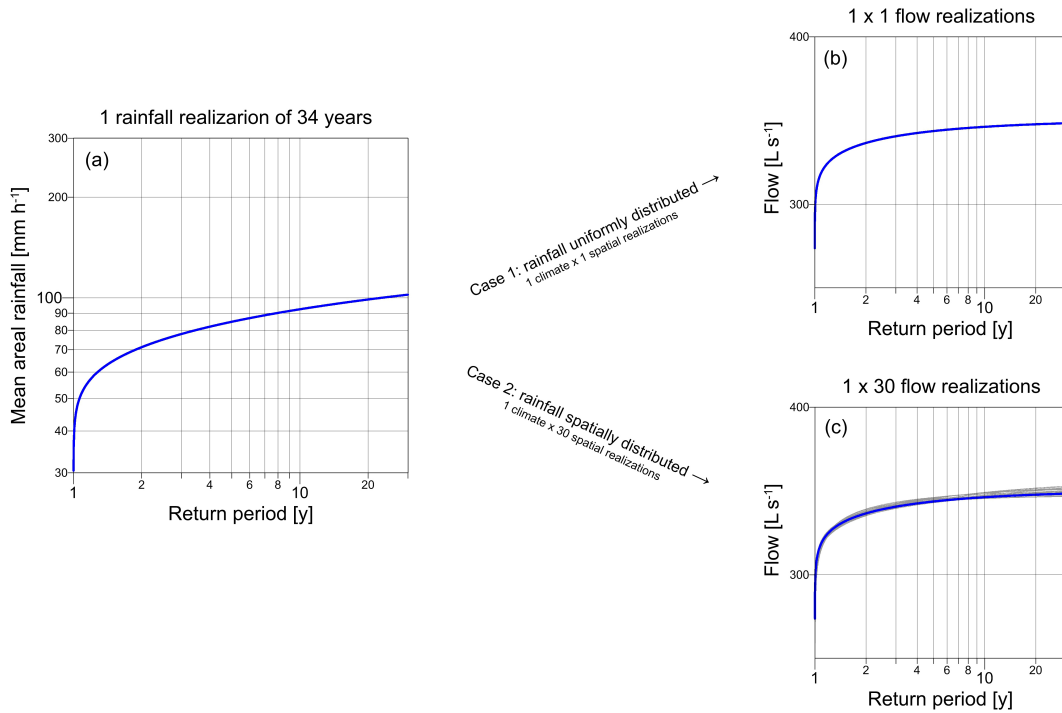 1 rainfall realizarion of 34 years
(a)
Mean areal rainfall [mm h⁻¹]
300
200
100
90
80
70
60
50
40
30
1
2
4
6
8
10
20
Return period [y]
Case 1: rainfall uniformly distributed →
1 climate x 1 spatial realizations
Case 2: rainfall spatially distributed →
1 climate x 30 spatial realizations
1 x 1 flow realizations
(b)
Flow [L s⁻¹]
400
300
1
2
4
6
8
10
20
Return period [y]
1 x 30 flow realizations
(c)
Flow [L s⁻¹]
400
300
1
2
4
6
8
10
20
Return period [y]